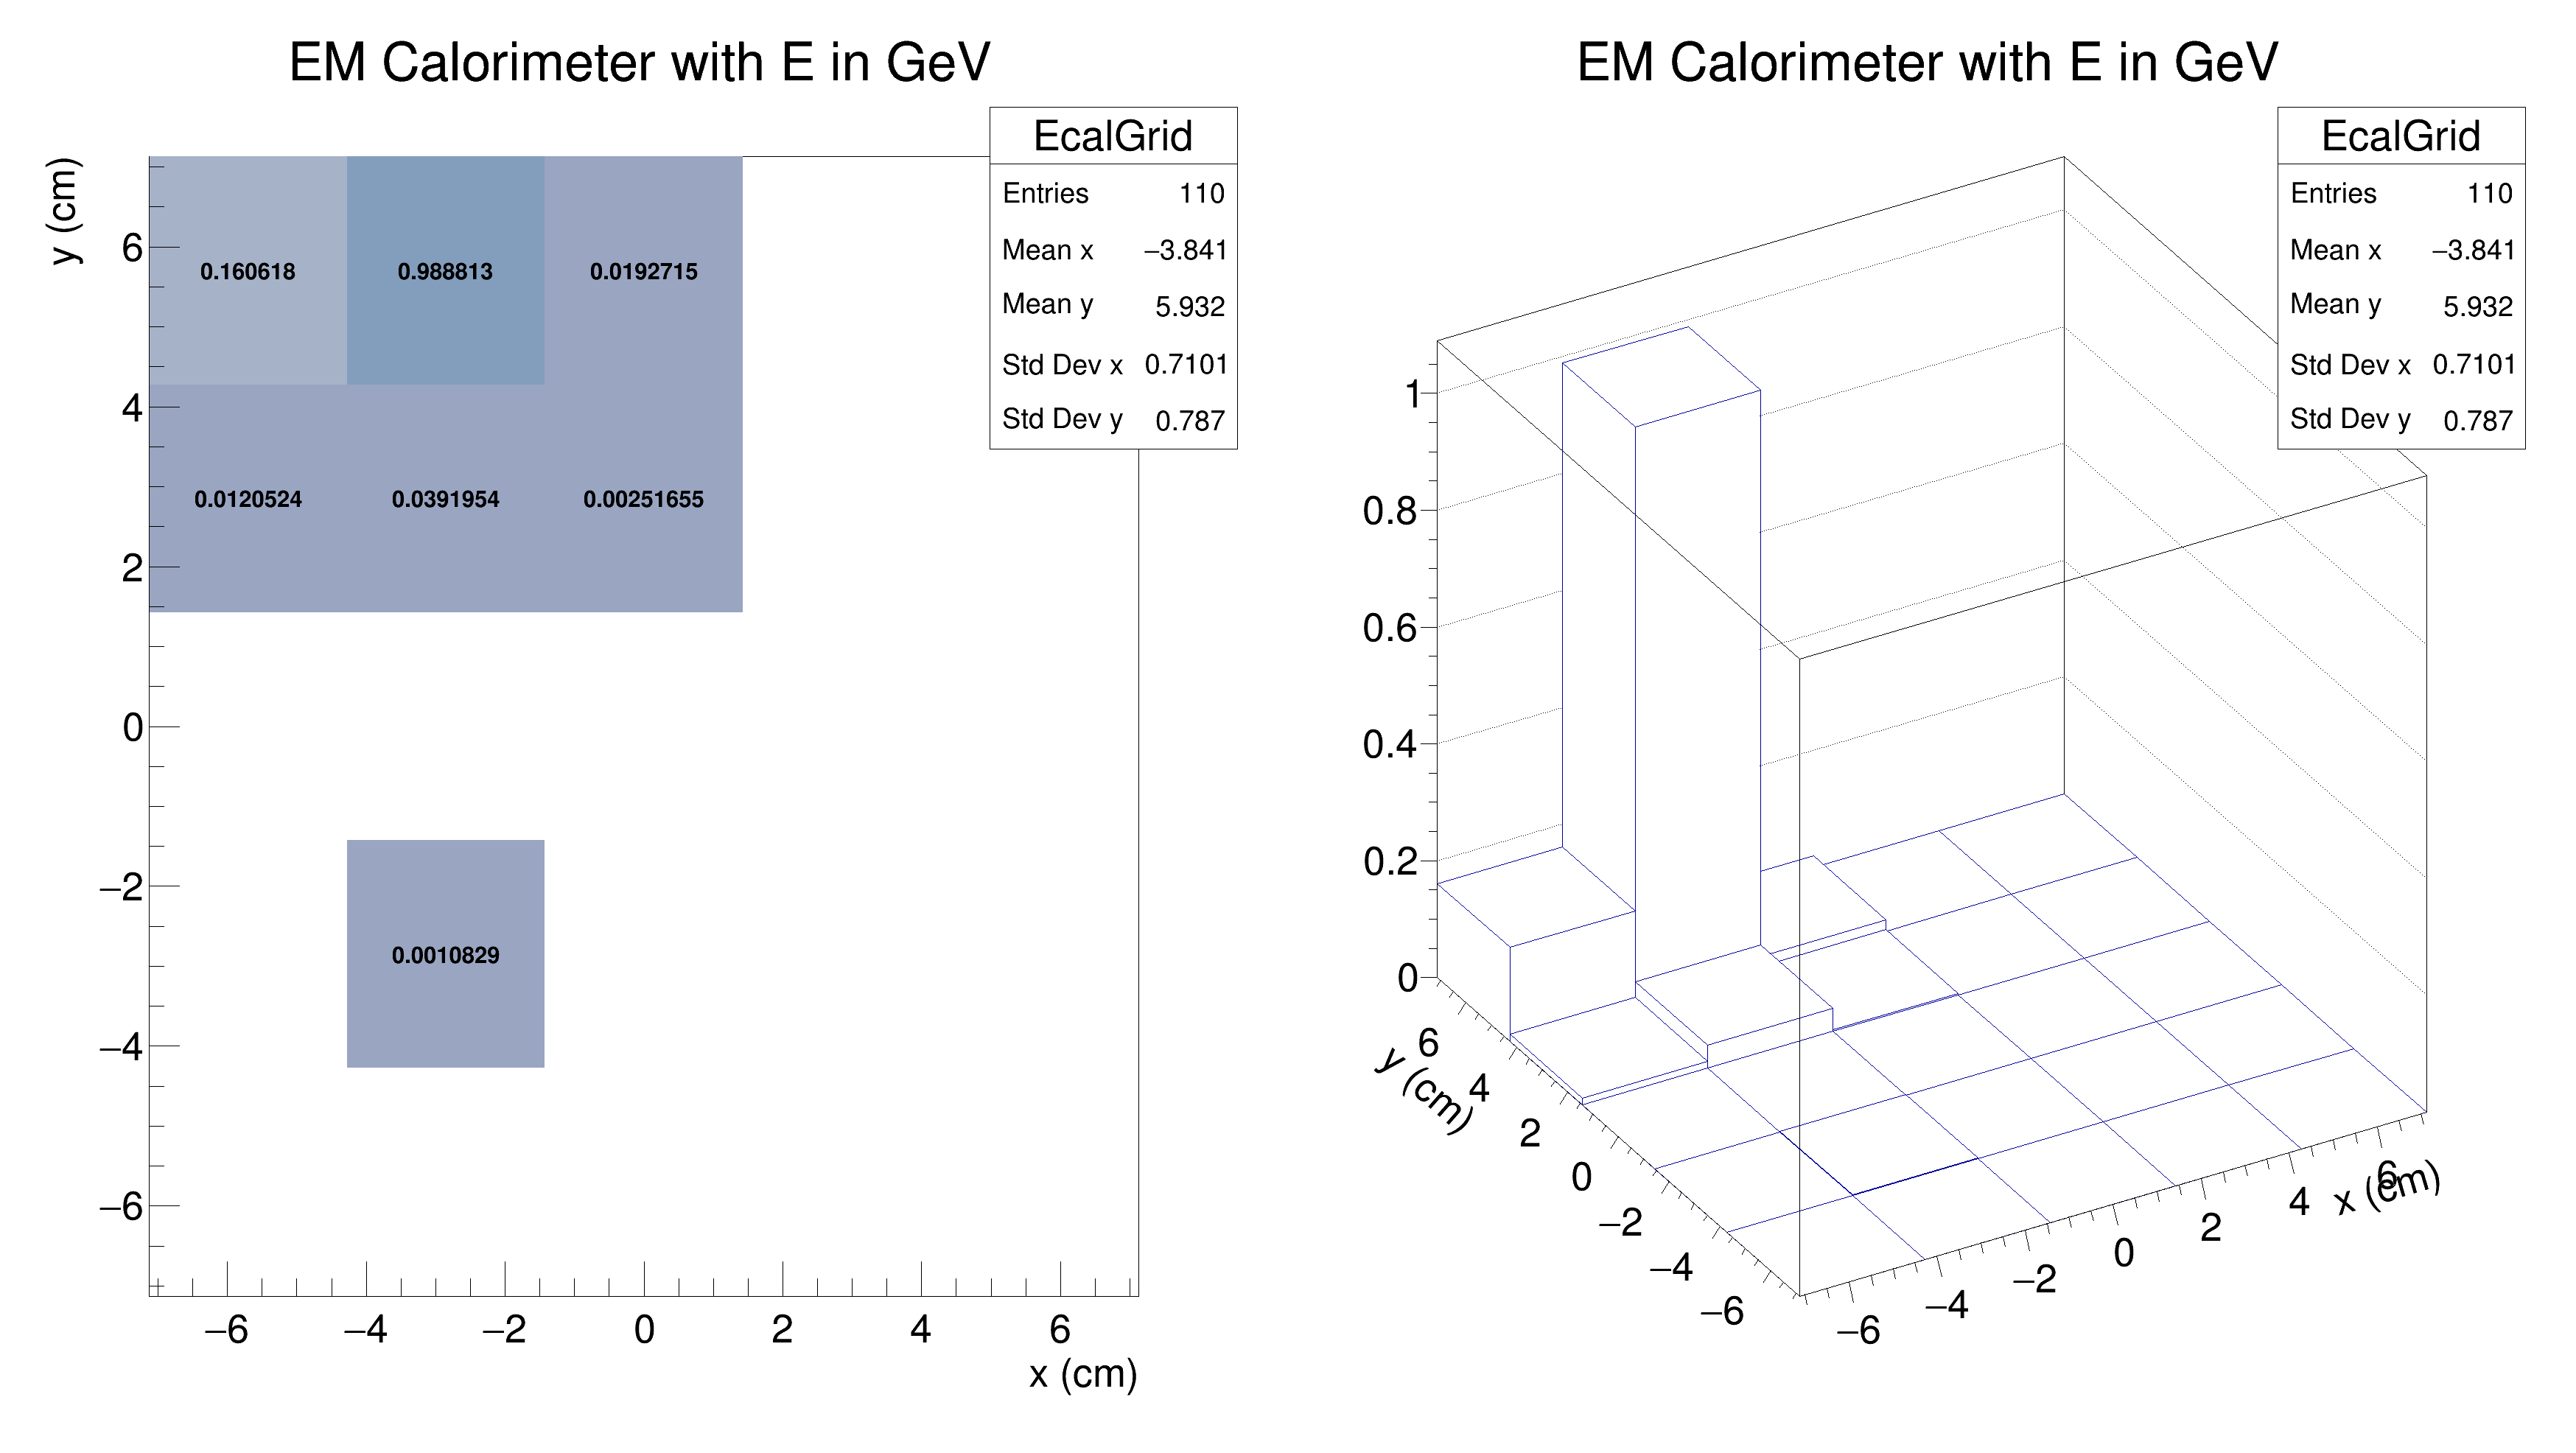 EM Calorimeter with E in GeV
EcalGrid
Entries 110
Mean x −3.841
Mean y 5.932
Std Dev x 0.7101
Std Dev y 0.787
y (cm)
6
4
2
0
−2
−4
−6
0.160618 0.988813 0.0192715
0.0120524 0.0391954 0.00251655
0.0010829
−6 −4 −2 0 2 4 6
x (cm)
EM Calorimeter with E in GeV
EcalGrid
Entries 110
Mean x −3.841
Mean y 5.932
Std Dev x 0.7101
Std Dev y 0.787
1
0.8
0.6
0.4
0.2
0
y (cm)
6
4
2
0
−2
−4
−6
−6 −4 −2 0 2 4 6
x (cm)